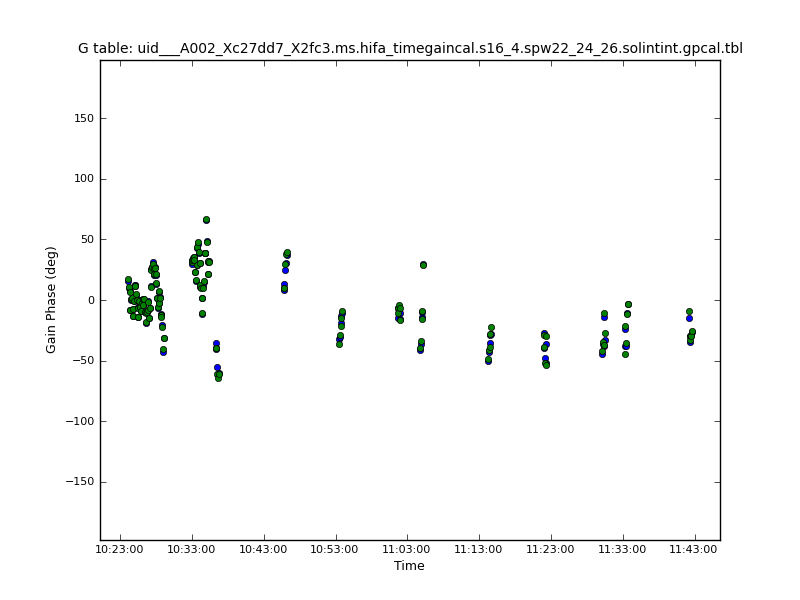 G table: uid___A002_Xc27dd7_X2fc3.ms.hifa_timegaincal.s16_4.spw22_24_26.solintint.gpcal.tbl
150
100
50
0
−50
−100
−150
Gain Phase (deg)
10:23:00 10:33:00 10:43:00 10:53:00 11:03:00 11:13:00 11:23:00 11:33:00 11:43:00
Time